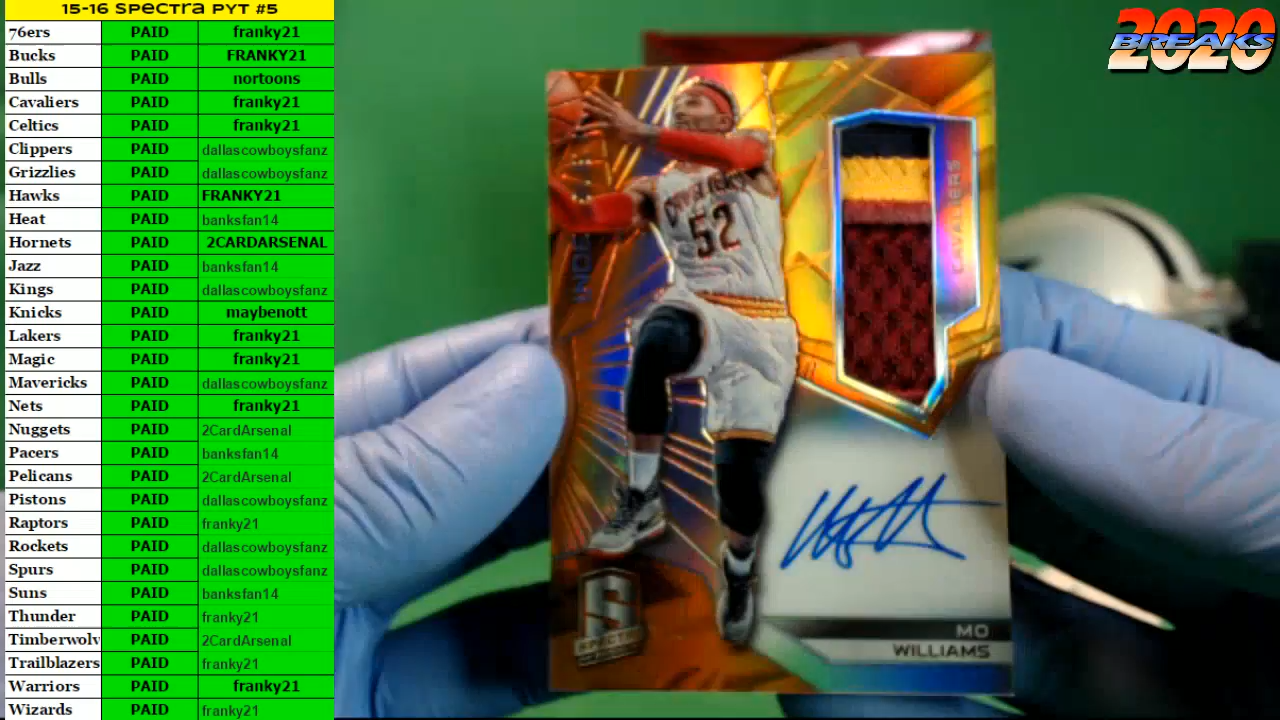 15-16 Spectra PYT #5
76ers PAID franky21
Bucks PAID FRANKY21
Bulls PAID nortoons
Cavaliers PAID franky21
Celtics PAID franky21
Clippers PAID dallascowboysfanz
Grizzlies PAID dallascowboysfanz
Hawks PAID FRANKY21
Heat PAID banksfan14
Hornets PAID 2CARDARSENAL
Jazz PAID banksfan14
Kings PAID dallascowboysfanz
Knicks PAID maybenott
Lakers PAID franky21
Magic PAID franky21
Mavericks PAID dallascowboysfanz
Nets PAID franky21
Nuggets PAID 2CardArsenal
Pacers PAID banksfan14
Pelicans PAID 2CardArsenal
Pistons PAID dallascowboysfanz
Raptors PAID franky21
Rockets PAID dallascowboysfanz
Spurs PAID dallascowboysfanz
Suns PAID banksfan14
Thunder PAID franky21
Timberwolv PAID 2CardArsenal
Trailblazers PAID franky21
Warriors PAID franky21
Wizards PAID franky21
2020
BREAKS
CAVALIERS
52
S
SPECTRA
MO
WILLIAMS